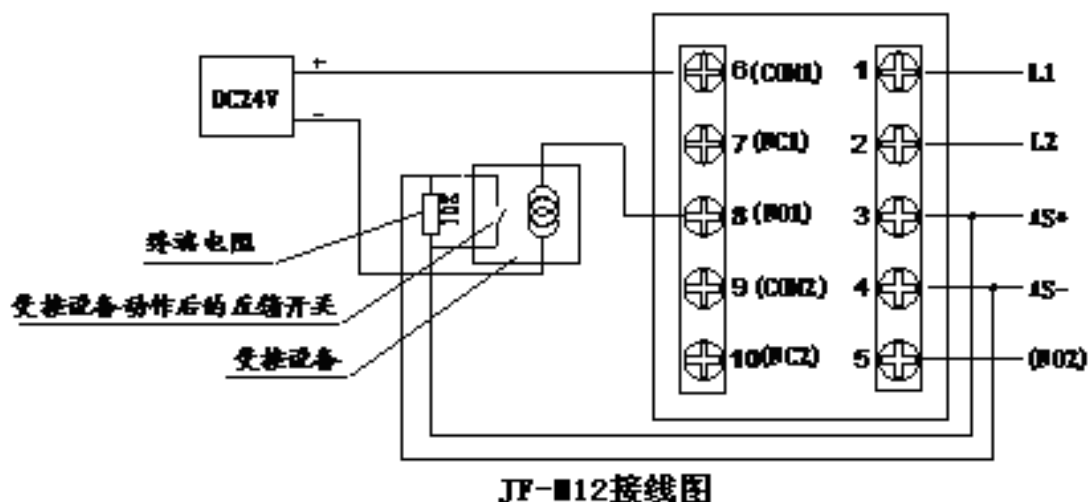 DC24V
+
-
6(COM1)
7(NC1)
8(NO1)
9(COM2)
10(NC2)
1
2
3
4
5
L1
L2
AS+
AS-
(NO2)
终端电阻
受控设备动作后的反馈开关
受控设备
JF-M12接线图